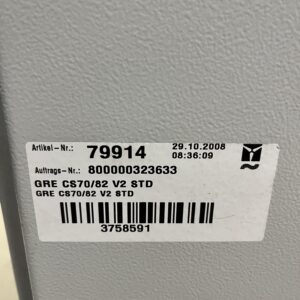 Artikel-Nr.: 79914 29.10.2008
08:36:09
Auftrags-Nr.: 800000323633
GRE CS70/82 V2 STD
GRE CS70/82 V2 STD
3758591